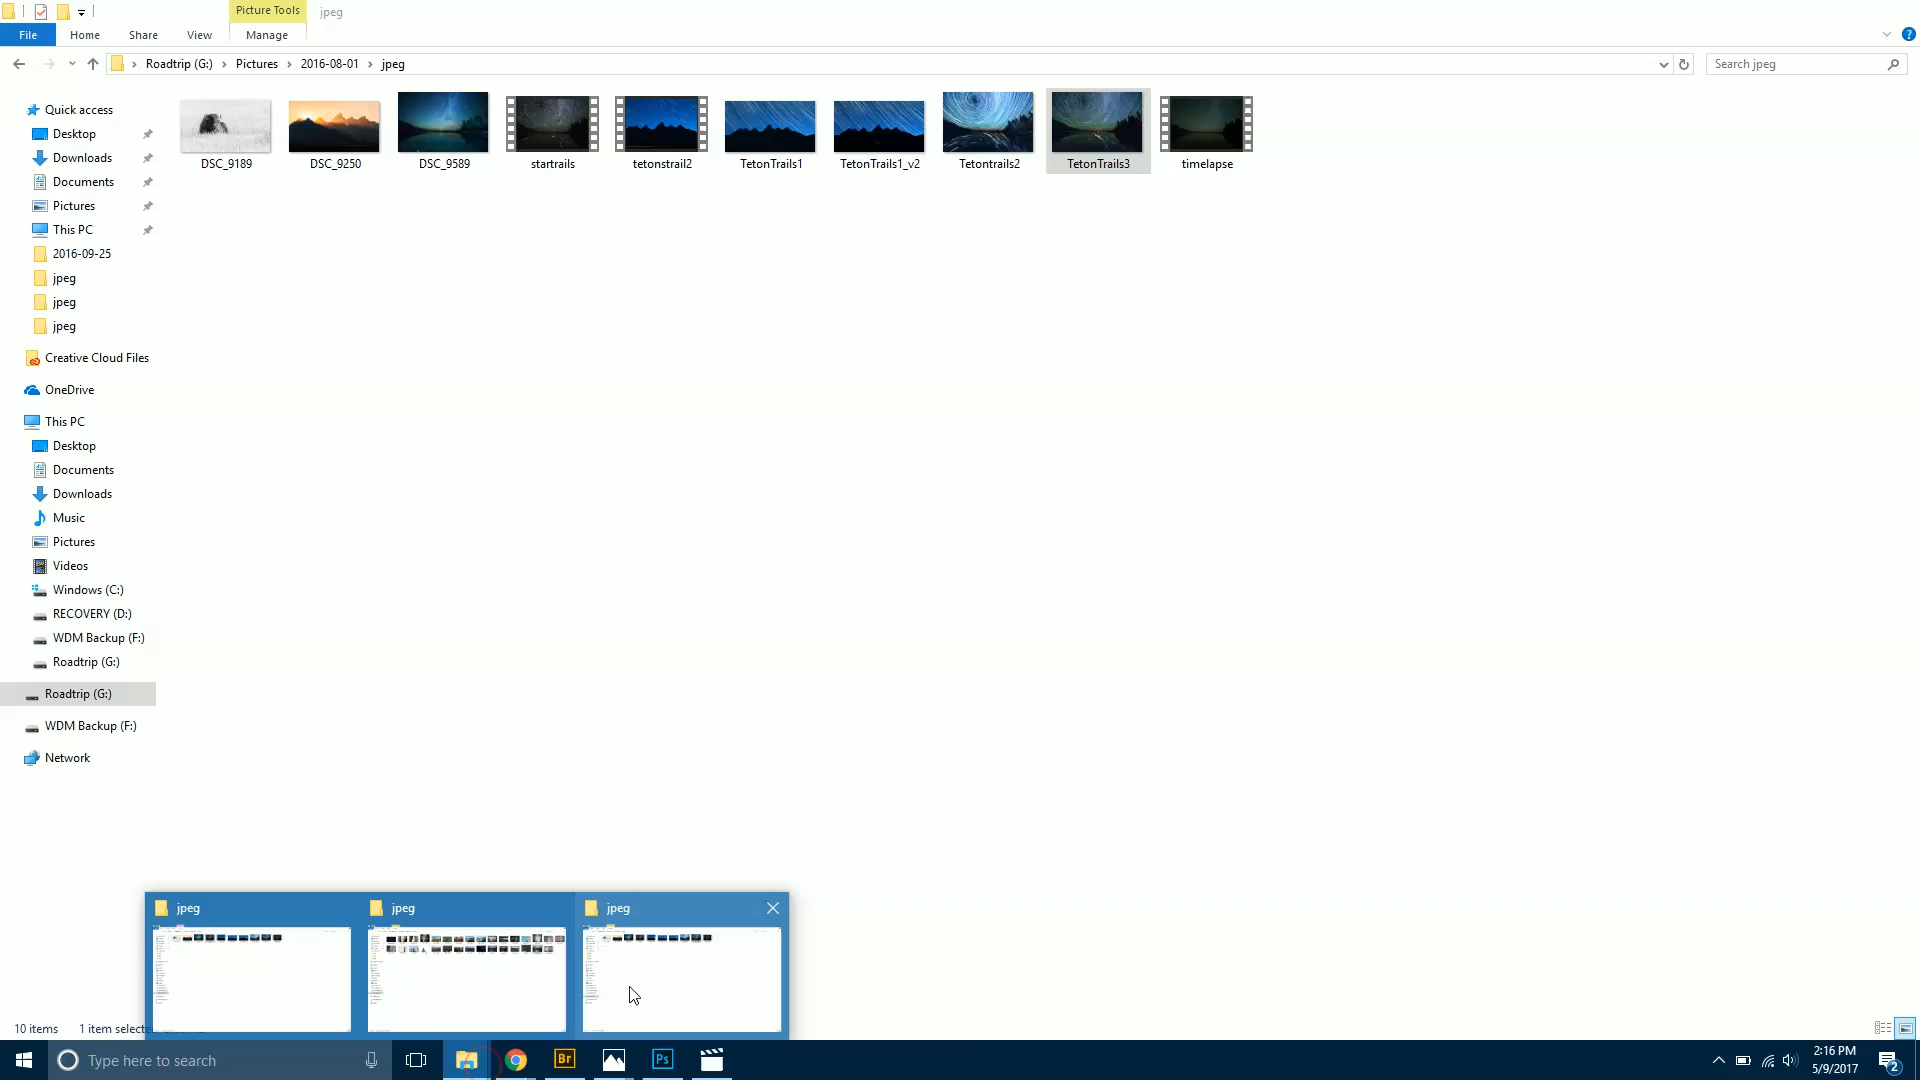 Picture Tools
jpeg
File
Home
Share
View
Manage
?
Roadtrip (G:)
Pictures
2016-08-01
jpeg
Search jpeg
Quick access
Desktop
Downloads
Documents
Pictures
This PC
2016-09-25
jpeg
jpeg
jpeg
Creative Cloud Files
OneDrive
This PC
Desktop
Documents
Downloads
Music
Pictures
Videos
Windows (C:)
RECOVERY (D:)
WDM Backup (F:)
Roadtrip (G:)
Roadtrip (G:)
WDM Backup (F:)
Network
DSC_9189
DSC_9250
DSC_9589
startrails
tetonstrail2
TetonTrails1
TetonTrails1_v2
Tetontrails2
TetonTrails3
timelapse
jpeg
jpeg
jpeg
10 items
1 item selected
Type here to search
Br
Ps
2:16 PM
5/9/2017
2